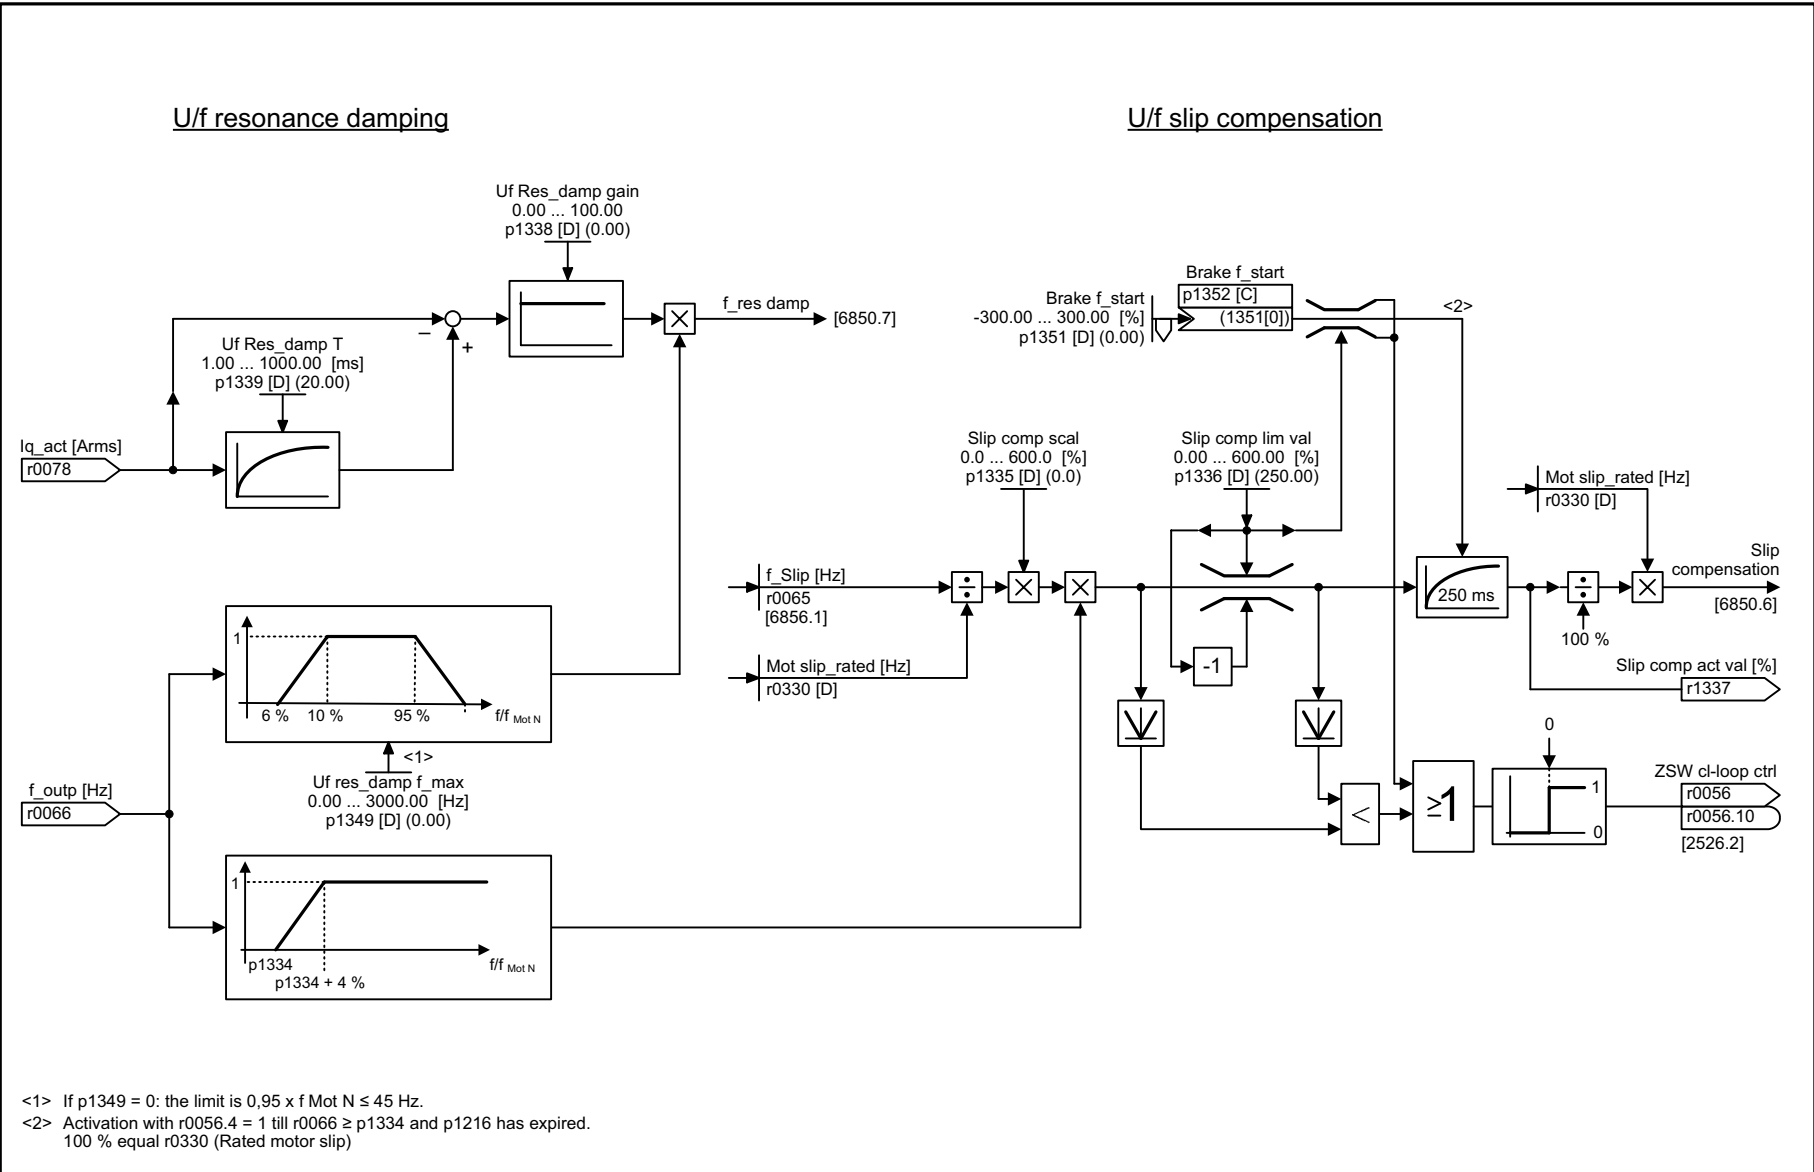 U/f resonance damping
U/f slip compensation
Uf Res_damp gain
0.00 ... 100.00
p1338 [D] (0.00)
f_res damp
[6850.7]
–
+
Uf Res_damp T
1.00 ... 1000.00 [ms]
p1339 [D] (20.00)
Iq_act [Arms]
r0078
1
6 %
10 %
95 %
f/f Mot N
<1>
Uf res_damp f_max
0.00 ... 3000.00 [Hz]
p1349 [D] (0.00)
f_outp [Hz]
r0066
1
p1334
p1334 + 4 %
f/f Mot N
Brake f_start
-300.00 ... 300.00 [%]
p1351 [D] (0.00)
Brake f_start
p1352 [C]
(1351[0])
<2>
Slip comp scal
0.0 ... 600.0 [%]
p1335 [D] (0.0)
Slip comp lim val
0.00 ... 600.00 [%]
p1336 [D] (250.00)
Mot slip_rated [Hz]
r0330 [D]
f_Slip [Hz]
r0065
[6856.1]
÷
×
×
×
Mot slip_rated [Hz]
r0330 [D]
-1
250 ms
÷
×
100 %
Slip
compensation
[6850.6]
Slip comp act val [%]
r1337
<
≥1
0
1
0
ZSW cl-loop ctrl
r0056
r0056.10
[2526.2]
<1> If p1349 = 0: the limit is 0,95 x f Mot N ≤ 45 Hz.
<2> Activation with r0056.4 = 1 till r0066 ≥ p1334 and p1216 has expired.
100 % equal r0330 (Rated motor slip)